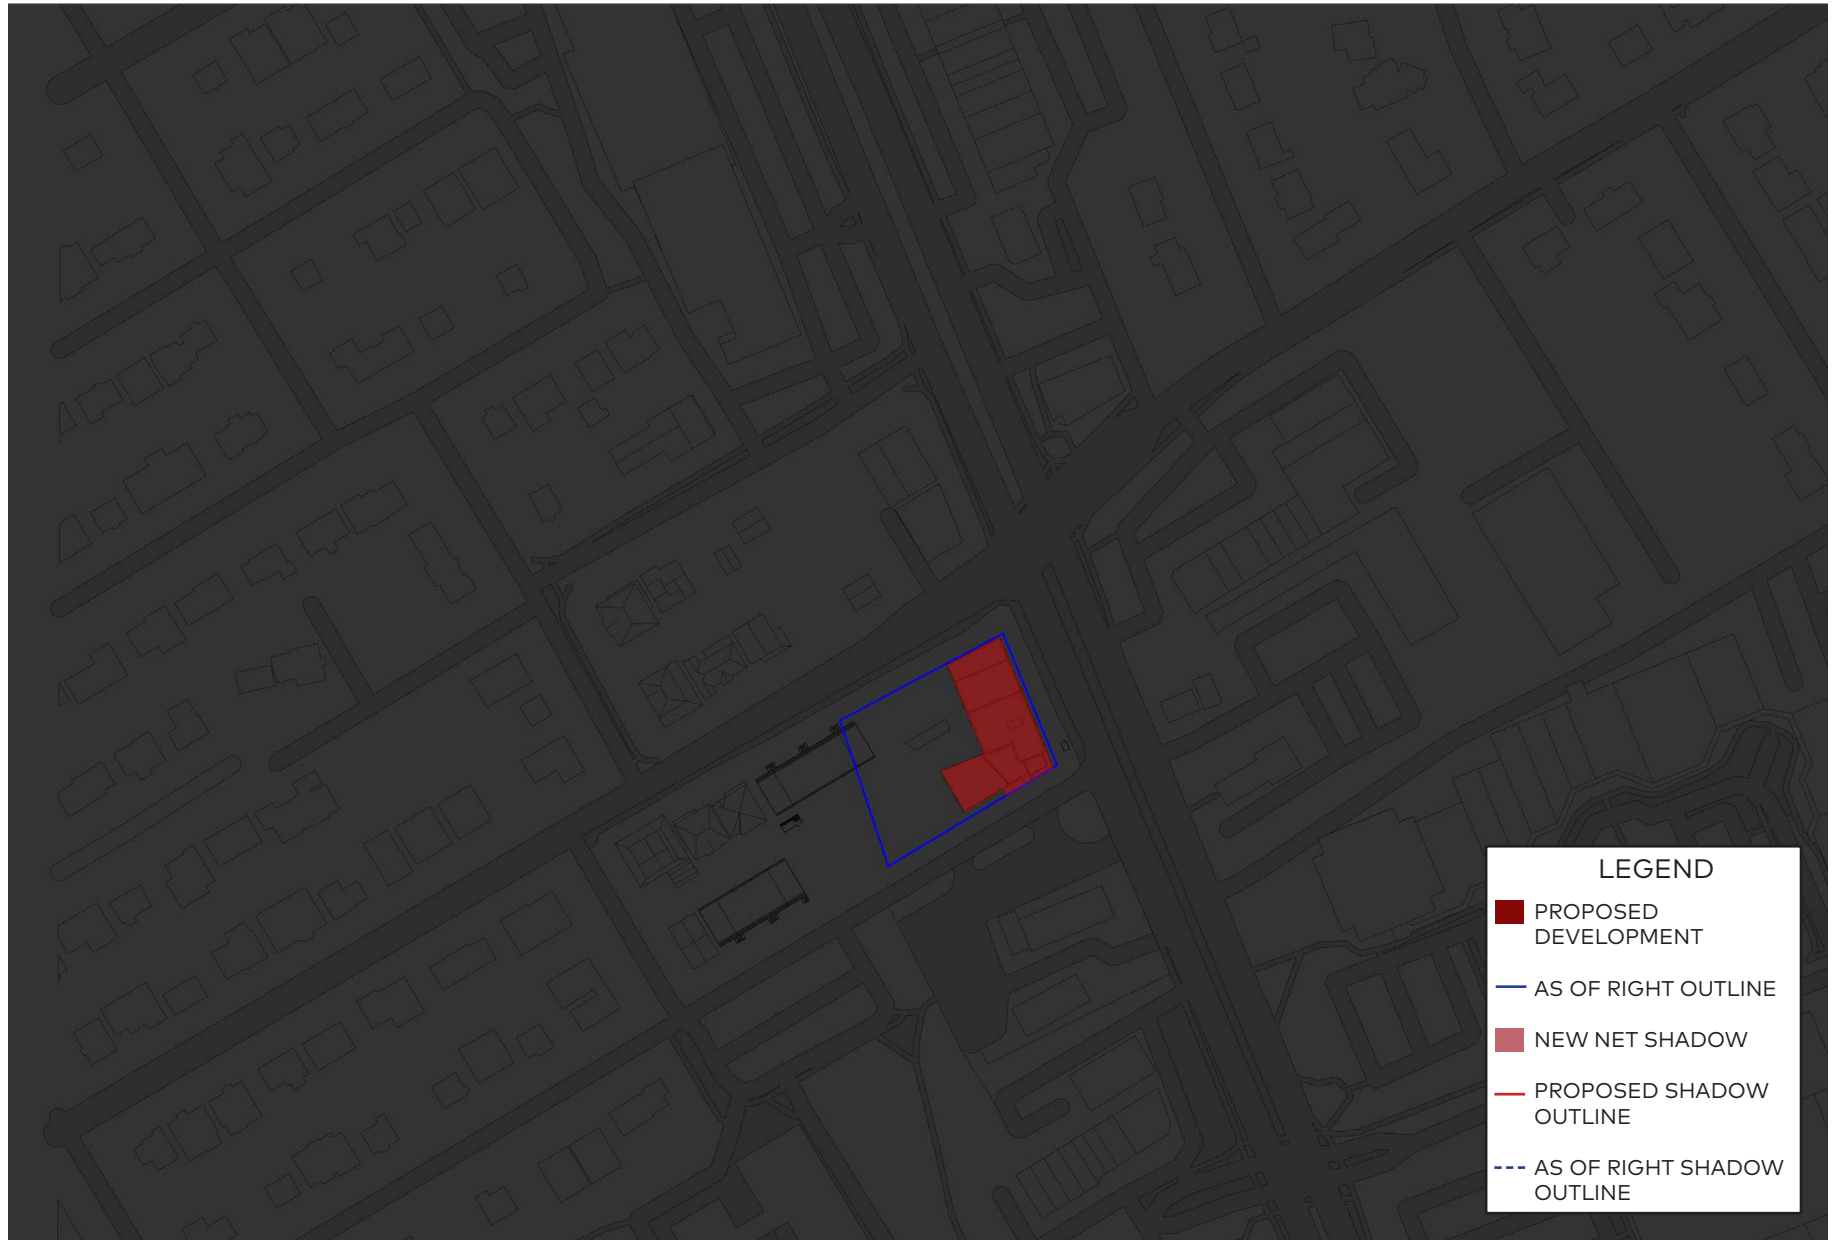 LEGEND
PROPOSED
DEVELOPMENT
AS OF RIGHT OUTLINE
NEW NET SHADOW
PROPOSED SHADOW
OUTLINE
AS OF RIGHT SHADOW
OUTLINE